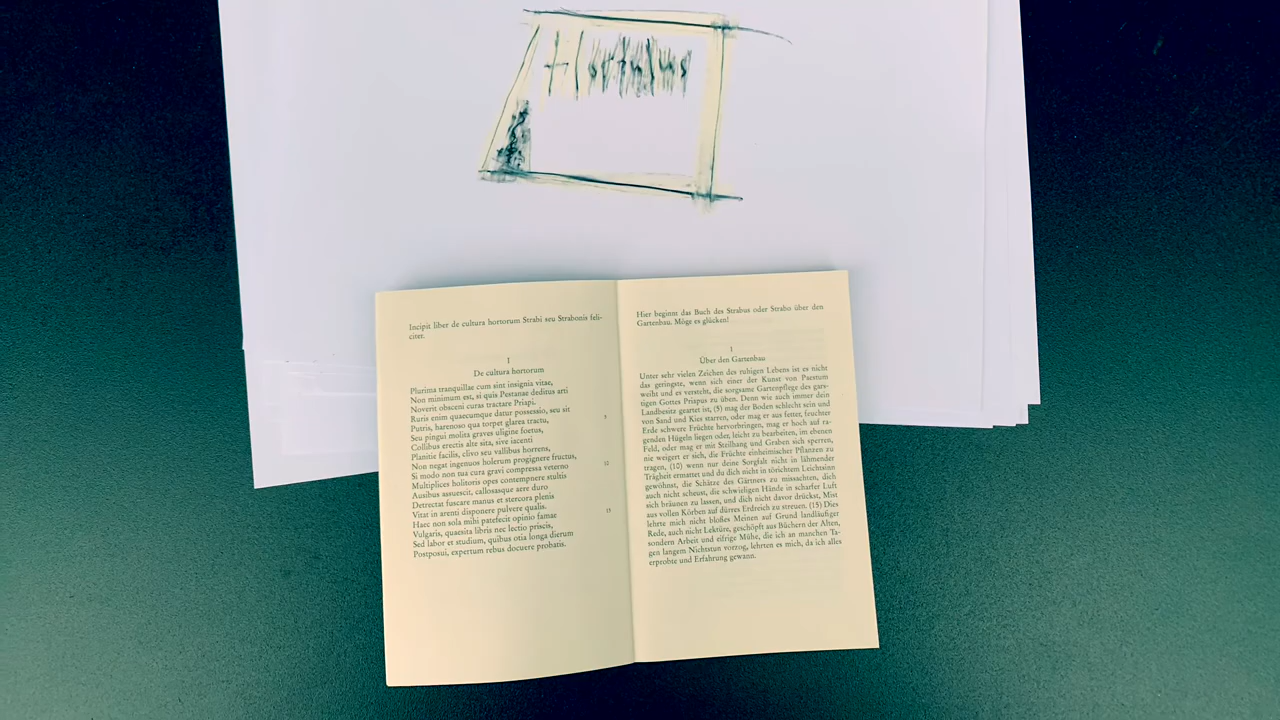 Hortulus
Incipit liber de cultura hortorum Strabi seu Strabonis feli-
citer.
I
De cultura hortorum
Plurima tranquillae cum sint insignia vitae,
Non minimum est, si quis Pestanae deditus arti
Noverit obsceni curas tractare Priapi.
Ruris enim quaecumque datur possessio, seu sit
Putris, harenoso qua torpet glarea tractu,
5
Seu pingui molita graves uligine foetus,
Collibus erectis alte sita, sive iacenti
Planitie facilis, clivo seu vallibus horrens,
Non negat ingenuos holerum progignere fructus,
Si modo non tua cura gravi compressa veterno
10
Multiplices holitoris opes contempnere stultis
Ausibus assuescit, callosasque aere duro
Detrectat fuscare manus et stercora plenis
Vitat in arenti disponere pulvere qualis.
Haec non sola mihi patefecit opinio famae
15
Vulgaris, quaesita libris nec lectio priscis,
Sed labor et studium, quibus otia longa dierum
Postposui, expertum rebus docuere probatis.
Hier beginnt das Buch des Strabus oder Strabo über den
Gartenbau. Möge es glücken!
I
Über den Gartenbau
Unter sehr vielen Zeichen des ruhigen Lebens ist es nicht
das geringste, wenn sich einer der Kunst von Paestum
weiht und es versteht, die sorgsame Gartenpflege des gars-
tigen Gottes Priapus zu üben. Denn wie auch immer dein
Landbesitz geartet ist, (5) mag der Boden schlecht sein und
von Sand und Kies starren, oder mag er aus fetter, feuchter
Erde schwere Früchte hervorbringen, mag er hoch auf ra-
genden Hügeln liegen oder, leicht zu bearbeiten, im ebenen
Feld, oder mag er mit Steilhang und Graben sich sperren,
nie weigert er sich, die Früchte einheimischer Pflanzen zu
tragen, (10) wenn nur deine Sorgfalt nicht in lähmender
Trägheit ermattet und du dich nicht in törichtem Leichtsinn
gewöhnst, die Schätze des Gärtners zu missachten, dich
auch nicht scheust, die schwieligen Hände in scharfer Luft
sich bräunen zu lassen, und dich nicht davor drückst, Mist
aus vollen Körben auf dürres Erdreich zu streuen. (15) Dies
lehrte mich nicht bloßes Meinen auf Grund landläufiger
Rede, auch nicht Lektüre, geschöpft aus Büchern der Alten,
sondern Arbeit und eifrige Mühe, die ich an manchen Ta-
gen langem Nichtstun vorzog, lehrten es mich, da ich alles
erprobte und Erfahrung gewann.